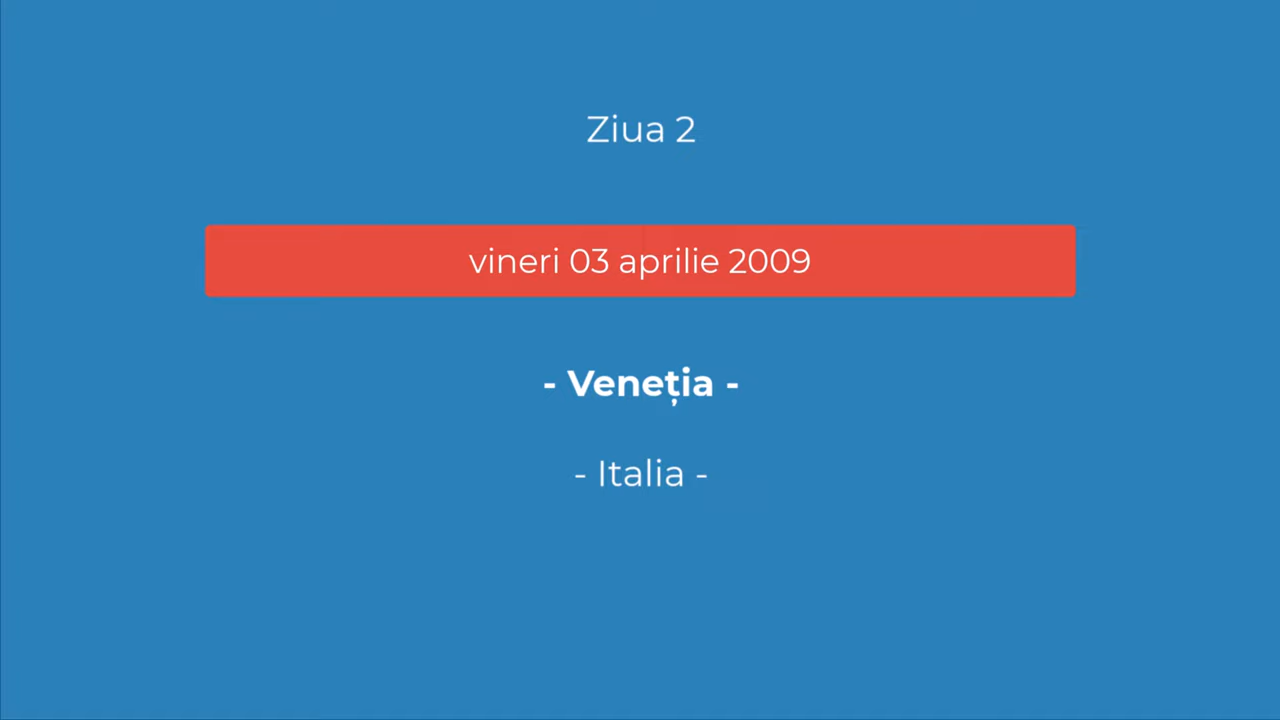 Ziua 2
vineri 03 aprilie 2009
- Veneția -
- Italia -